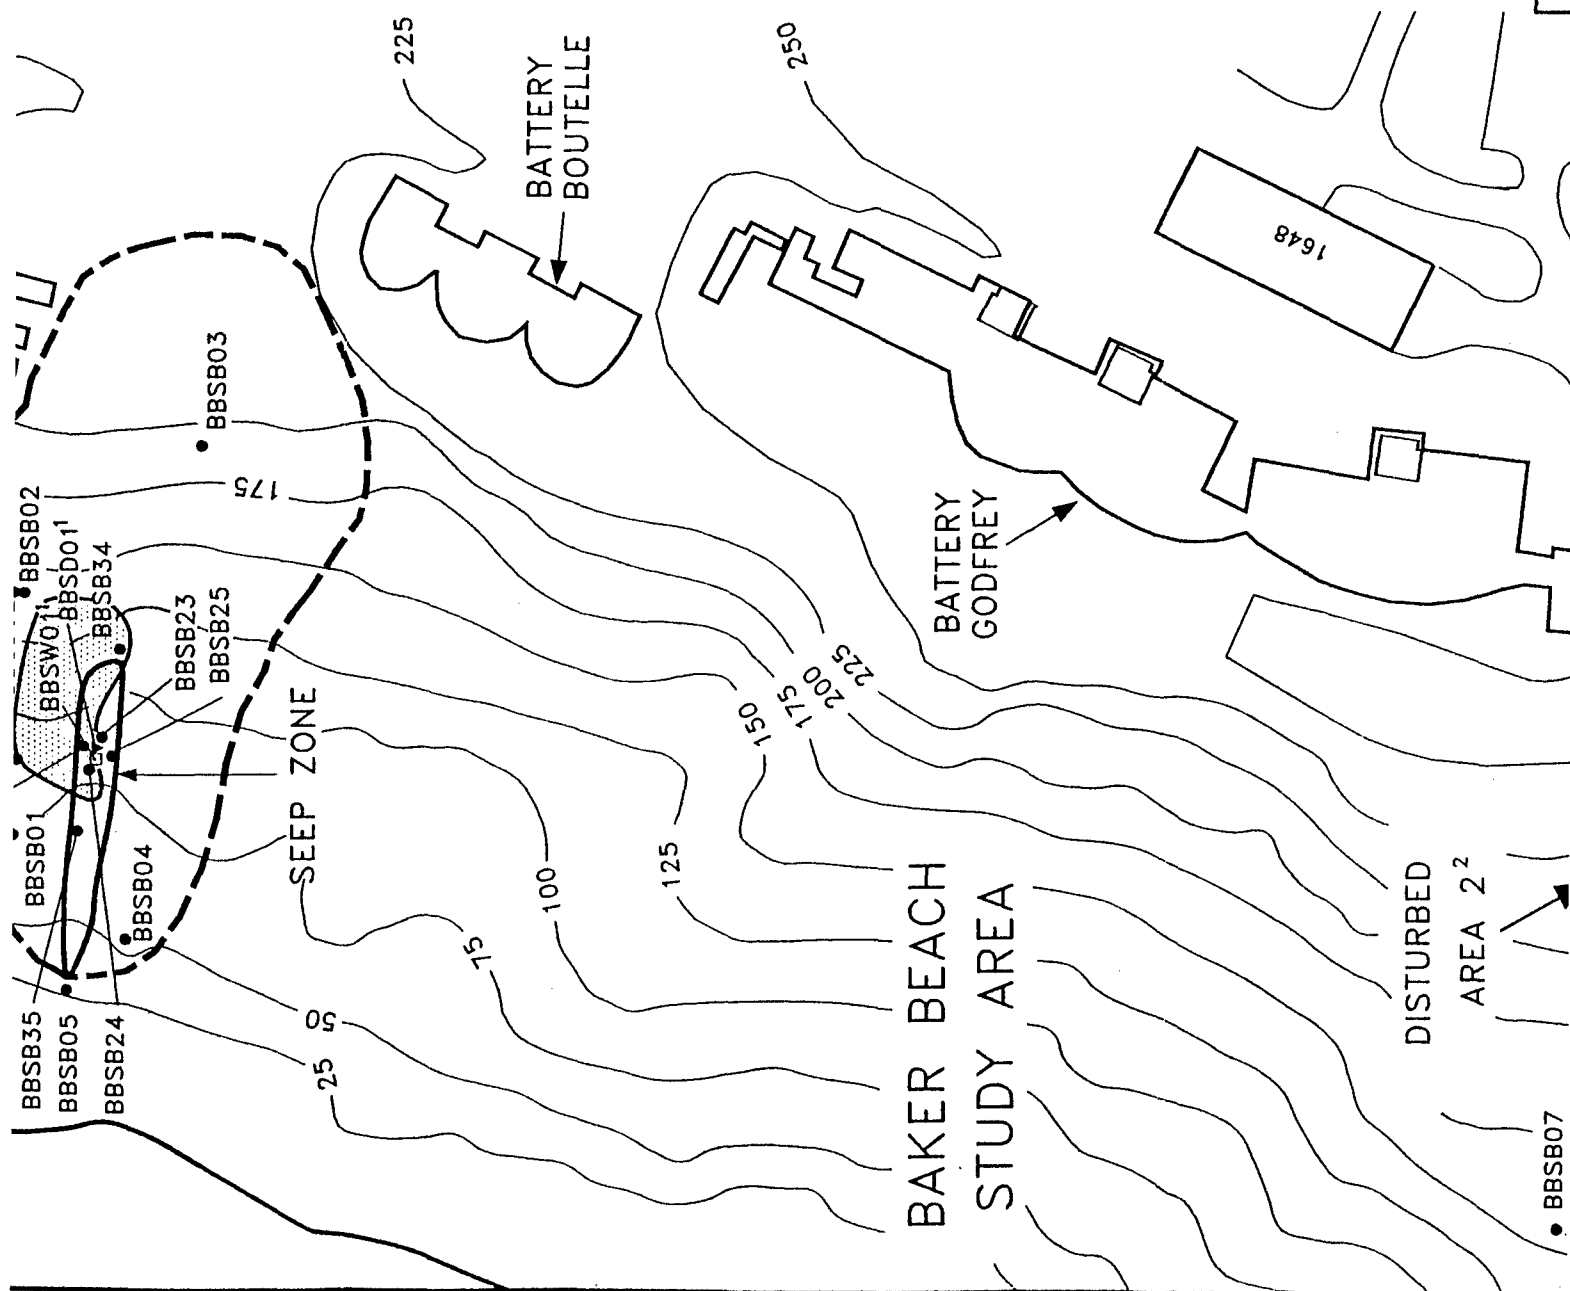 225
BATTERY
BOUTELLE
250
1648
BBSB03
175
BBSB02
BBSD01¹
BBSW01¹
BBSB34
BBSB23
BBSB25
SEEP ZONE
BBSB01
BBSB04
BBSB35
BBSB05
BBSB24
BATTERY
GODFREY
150
175
200
225
125
100
75
50
25
BAKER BEACH
STUDY AREA
DISTURBED
AREA 2²
BBSB07